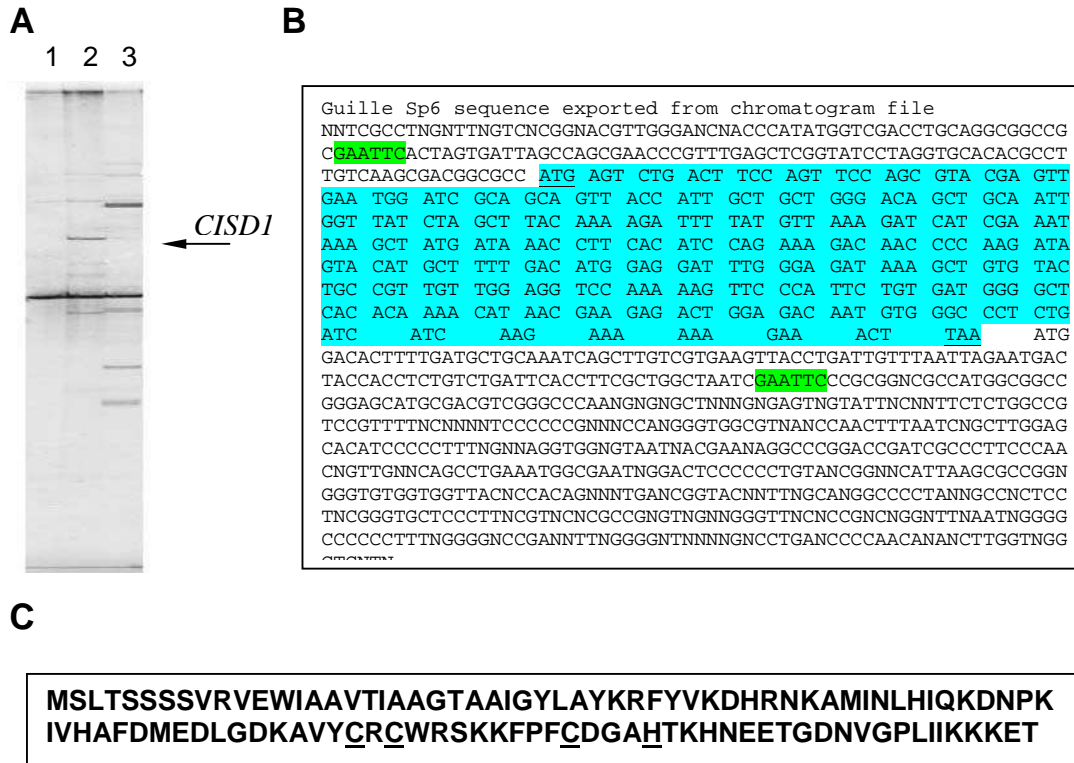 A
1 2 3
CISD1
B
Guille Sp6 sequence exported from chromatogram file
NNTCGCCTNGNTTNGTCNCGGNACGTTGGGANCNACCCATATGGTCGACCTGCAGGCGGCCG
CGAATTCACTAGTGATTAGCCAGCGAACCCGTTTGAGCTCGGTATCCTAGGTGCACACGCCT
TGTCAAGCGACGGCGCC ATG AGT CTG ACT TCC AGT TCC AGC GTA CGA GTT
GAA TGG ATC GCA GCA GTT ACC ATT GCT GCT GGG ACA GCT GCA ATT
GGT TAT CTA GCT TAC AAA AGA TTT TAT GTT AAA GAT CAT CGA AAT
AAA GCT ATG ATA AAC CTT CAC ATC CAG AAA GAC AAC CCC AAG ATA
GTA CAT GCT TTT GAC ATG GAG GAT TTG GGA GAT AAA GCT GTG TAC
TGC CGT TGT TGG AGG TCC AAA AAG TTC CCA TTC TGT GAT GGG GCT
CAC ACA AAA CAT AAC GAA GAG ACT GGA GAC AAT GTG GGC CCT CTG
ATC ATC AAG AAA AAA GAA ACT TAA ATG
GACACTTTTGATGCTGCAAATCAGCTTGTCGTGAAGTTACCTGATTGTTTAATTAGAATGAC
TACCACCTCTGTCTGATTCACCTTCGCTGGCTAATCGAATTCCCGCGGNCGCCATGGCGGCC
GGGAGCATGCGACGTCGGGCCCAANGNGNGCTNNNGNGAGTNGTATTNCNNTTCTCTGGCCG
TCCGTTTTNCNNNNTCCCCCGNNNCCANGGGTGGCGTNANCCAACTTTAATCNGCTTGGAG
CACATCCCCCTTTNGNNAGGTGGNGTAATNACGAANAGGCCCGGACCGATCGCCCTTCCCAA
CNGTTGNNCAGCCTGAAATGGCGAATNGGACTCCCCCCTGTANCGGNNCATTAAGCGCCGGN
GGGTGTGGTGGTTACNCCACAGNNNTGANCGGTACNNTTNGCANGGCCCCTANNGCCNCTCC
TNCGGGTGCTCCCTTNCGTNCNCGCCGNGTNGNNGGGTTNCNCCGNCNGGNTTNAATNGGGG
CCCCCCTTTNGGGGNCCGANNTTNGGGGNTNNNNGNCCTGANCCCCAACANANCTTGGTNGG
C
MSLTSSSSVRVEWIAAVTIAAGTAAIGYLAYKRFYVKDHRNKAMINLHIQKDNPK
IVHAFDMEDLGDKAVYCRCWRSKKFPFCDGAHTKHNEETGDNVGPLIIKKKET